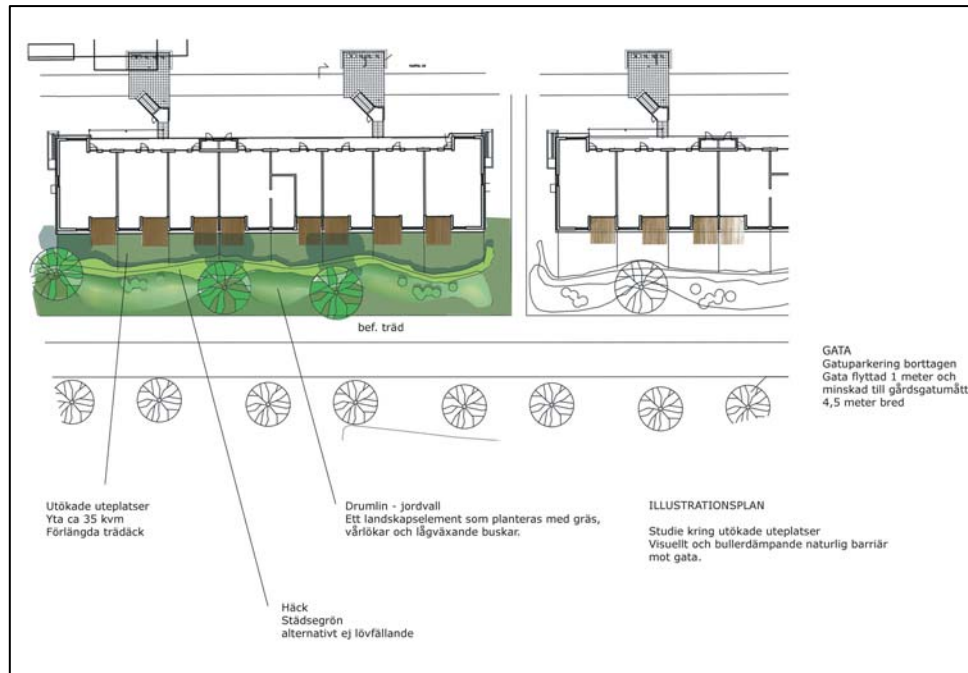 bef. träd
GATA
Gatuparkering borttagen
Gata flyttad 1 meter och
minskad till gårdsgatumått
4,5 meter bred
Utökade uteplatser
Yta ca 35 kvm
Förlängda trädäck
Drumlin - jordvall
Ett landskapselement som planteras med gräs,
vårlökar och lågväxande buskar.
ILLUSTRATIONSPLAN
Studie kring utökade uteplatser
Visuellt och bullerdämpande naturlig barriär
mot gata.
Häck
Städsegrön
alternativt ej lövfällande